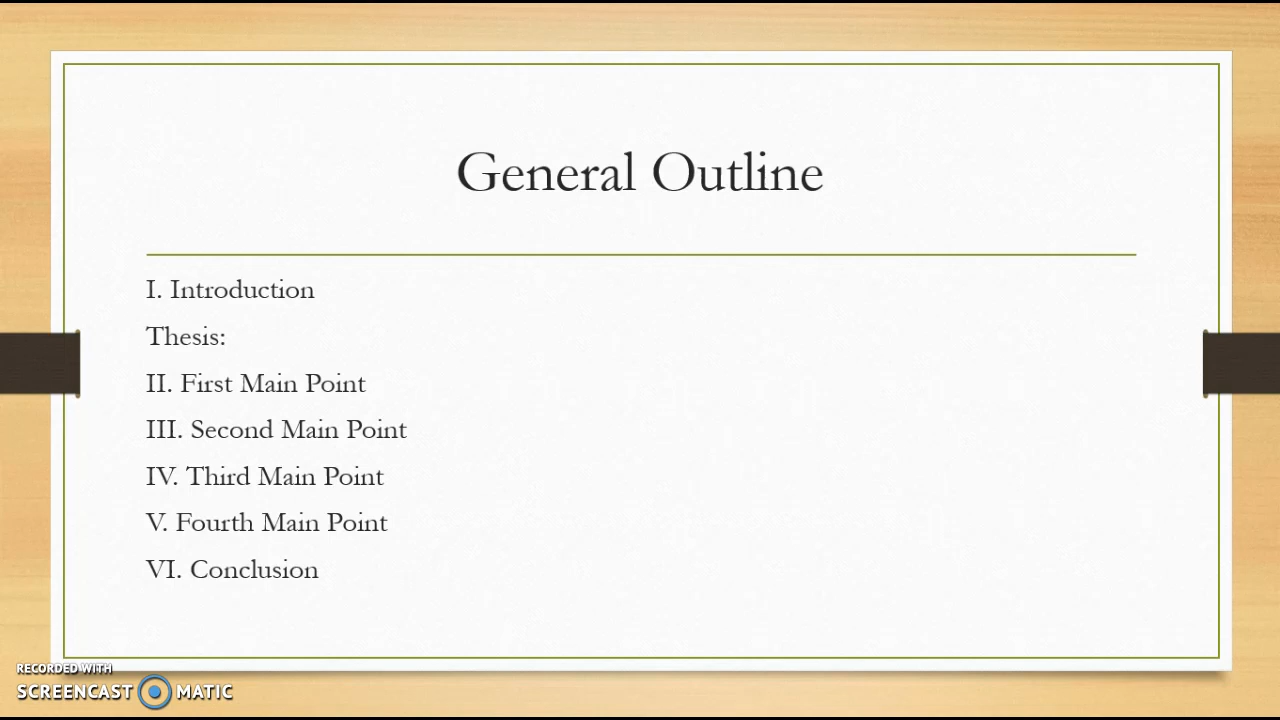 General Outline
I. Introduction
Thesis:
II. First Main Point
III. Second Main Point
IV. Third Main Point
V. Fourth Main Point
VI. Conclusion
RECORDED WITH
SCREENCAST MATIC